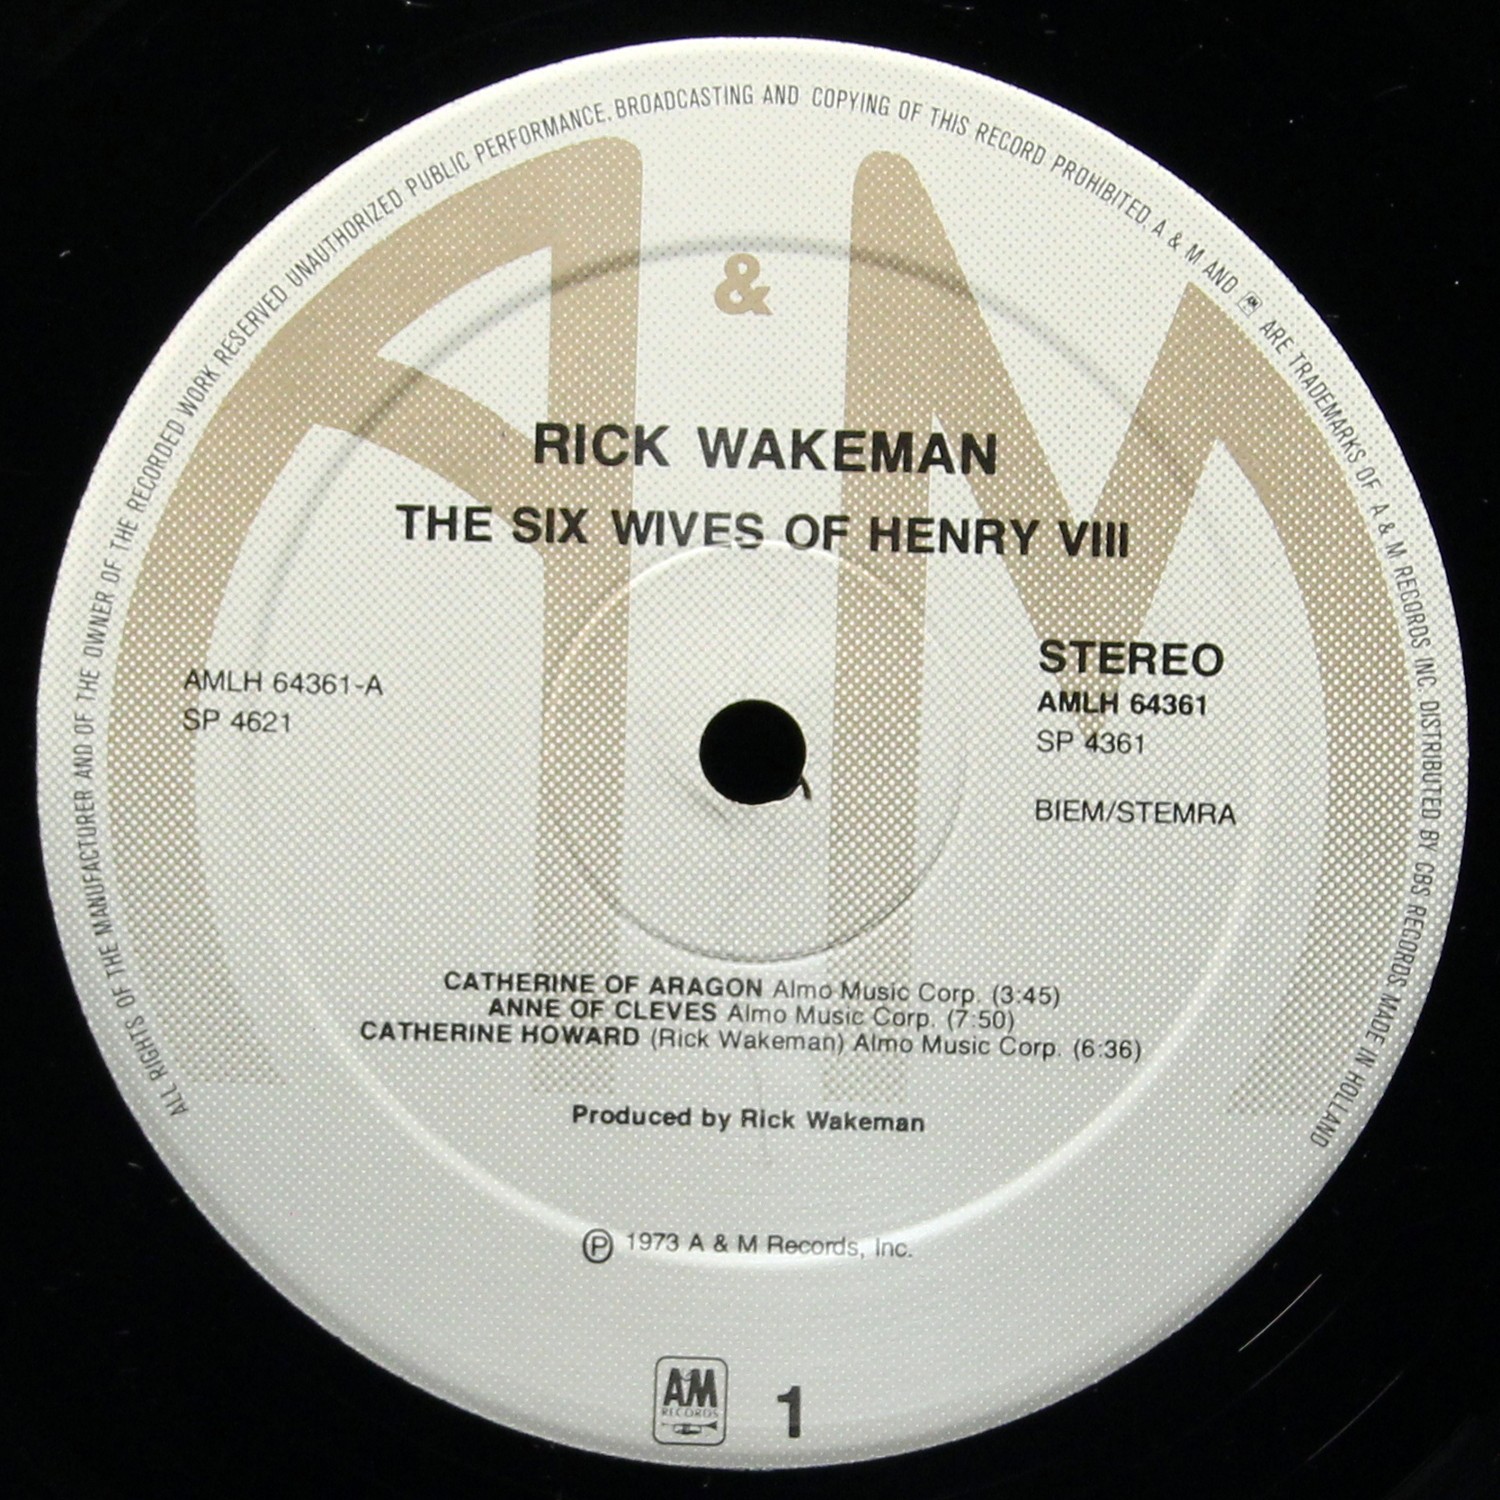 ALL RIGHTS OF THE MANUFACTURER AND OF THE OWNER OF THE RECORDED WORK RESERVED UNAUTHORIZED PUBLIC PERFORMANCE. BROADCASTING AND COPYING OF THIS RECORD PROHIBITED. A & M AND AM ARE TRADEMARKS OF A & M RECORDS INC. DISTRIBUTED BY CBS RECORDS MADE IN HOLLAND
A & M
RICK WAKEMAN
THE SIX WIVES OF HENRY VIII
AMLH 64361-A
SP 4621
STEREO
AMLH 64361
SP 4361
BIEM/STEMRA
CATHERINE OF ARAGON Almo Music Corp. (3:45)
ANNE OF CLEVES Almo Music Corp. (7:50)
CATHERINE HOWARD (Rick Wakeman) Almo Music Corp. (6:36)
Produced by Rick Wakeman
℗ 1973 A & M Records, Inc.
AM
RECORDS
1